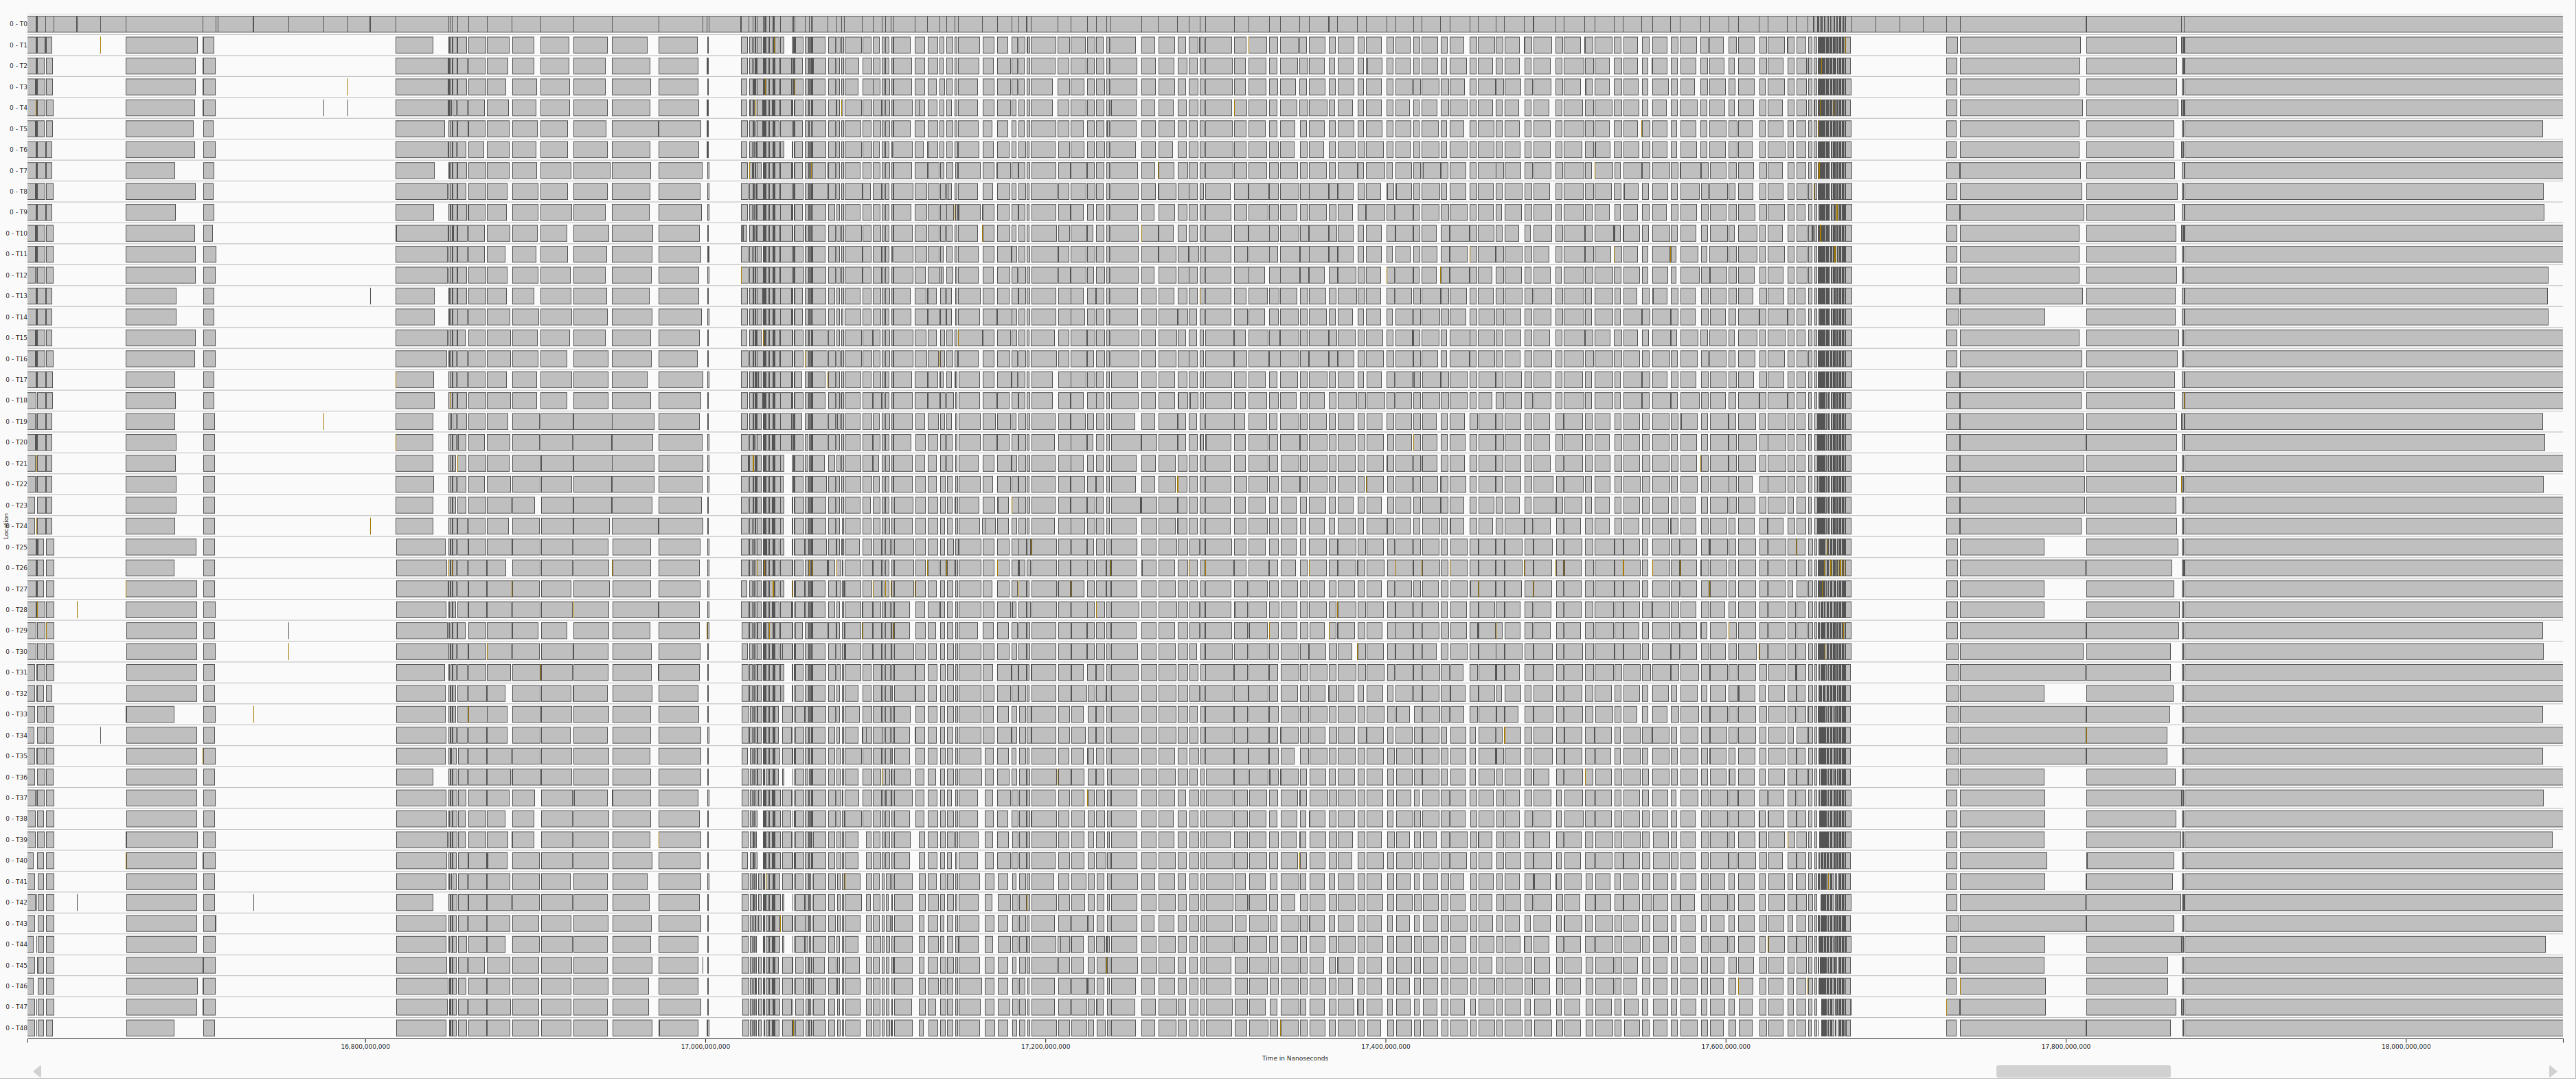 0 - T0
0 - T1
0 - T2
0 - T3
0 - T4
0 - T5
0 - T6
0 - T7
0 - T8
0 - T9
0 - T10
0 - T11
0 - T12
0 - T13
0 - T14
0 - T15
0 - T16
0 - T17
0 - T18
0 - T19
0 - T20
0 - T21
0 - T22
0 - T23
Location
0 - T24
0 - T25
0 - T26
0 - T27
0 - T28
0 - T29
0 - T30
0 - T31
0 - T32
0 - T33
0 - T34
0 - T35
0 - T36
0 - T37
0 - T38
0 - T39
0 - T40
0 - T41
0 - T42
0 - T43
0 - T44
0 - T45
0 - T46
0 - T47
0 - T48
16,800,000,000 17,000,000,000 17,200,000,000 17,400,000,000 17,600,000,000 17,800,000,000 18,000,000,000
Time in Nanoseconds